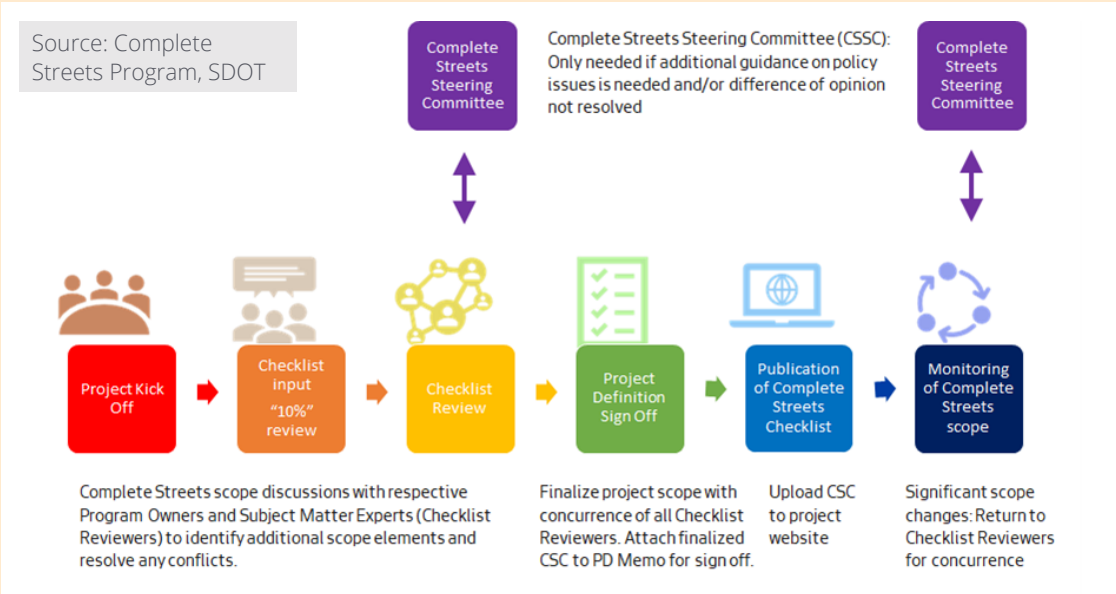 Source: Complete
Streets Program, SDOT
Complete
Streets
Steering
Committee
Complete Streets Steering Committee (CSSC):
Only needed if additional guidance on policy
issues is needed and/or difference of opinion
not resolved
Complete
Streets
Steering
Committee
Project Kick
Off
Checklist
input
“10%”
review
Checklist
Review
Project
Definition
Sign Off
Publication
of Complete
Streets
Checklist
Monitoring
of Complete
Streets
scope
Complete Streets scope discussions with respective
Program Owners and Subject Matter Experts (Checklist
Reviewers) to identify additional scope elements and
resolve any conflicts.
Finalize project scope with
concurrence of all Checklist
Reviewers. Attach finalized
CSC to PD Memo for sign off.
Upload CSC
to project
website
Significant scope
changes: Return to
Checklist Reviewers
for concurrence